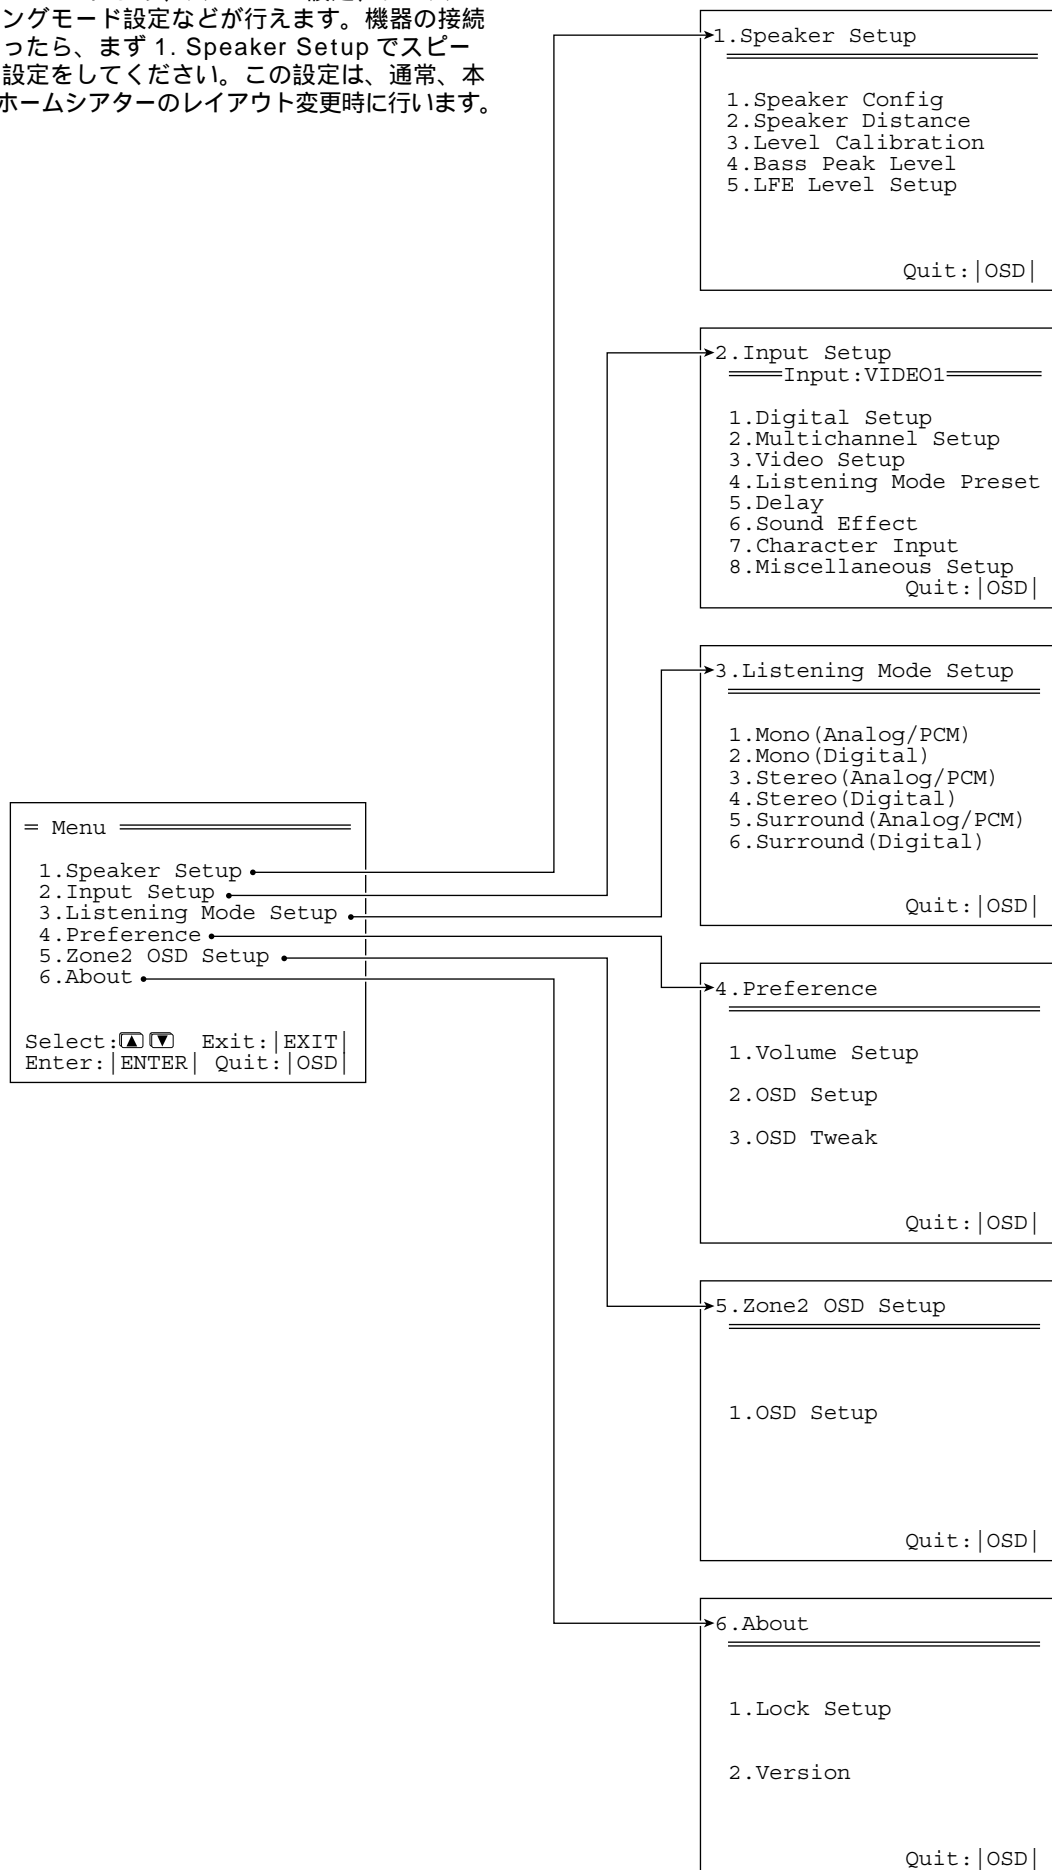 ングモード設定などが行えます。機器の接続
ったら、まず 1. Speaker Setup でスピー
設定をしてください。この設定は、通常、本
ホームシアターのレイアウト変更時に行います。
= Menu
1.Speaker Setup
2.Input Setup
3.Listening Mode Setup
4.Preference
5.Zone2 OSD Setup
6.About
Select:▲▼ Exit:|EXIT|
Enter:|ENTER| Quit:|OSD|
1.Speaker Setup
1.Speaker Config
2.Speaker Distance
3.Level Calibration
4.Bass Peak Level
5.LFE Level Setup
Quit:|OSD|
2.Input Setup
Input:VIDEO1
1.Digital Setup
2.Multichannel Setup
3.Video Setup
4.Listening Mode Preset
5.Delay
6.Sound Effect
7.Character Input
8.Miscellaneous Setup
Quit:|OSD|
3.Listening Mode Setup
1.Mono(Analog/PCM)
2.Mono(Digital)
3.Stereo(Analog/PCM)
4.Stereo(Digital)
5.Surround(Analog/PCM)
6.Surround(Digital)
Quit:|OSD|
4.Preference
1.Volume Setup
2.OSD Setup
3.OSD Tweak
Quit:|OSD|
5.Zone2 OSD Setup
1.OSD Setup
Quit:|OSD|
6.About
1.Lock Setup
2.Version
Quit:|OSD|